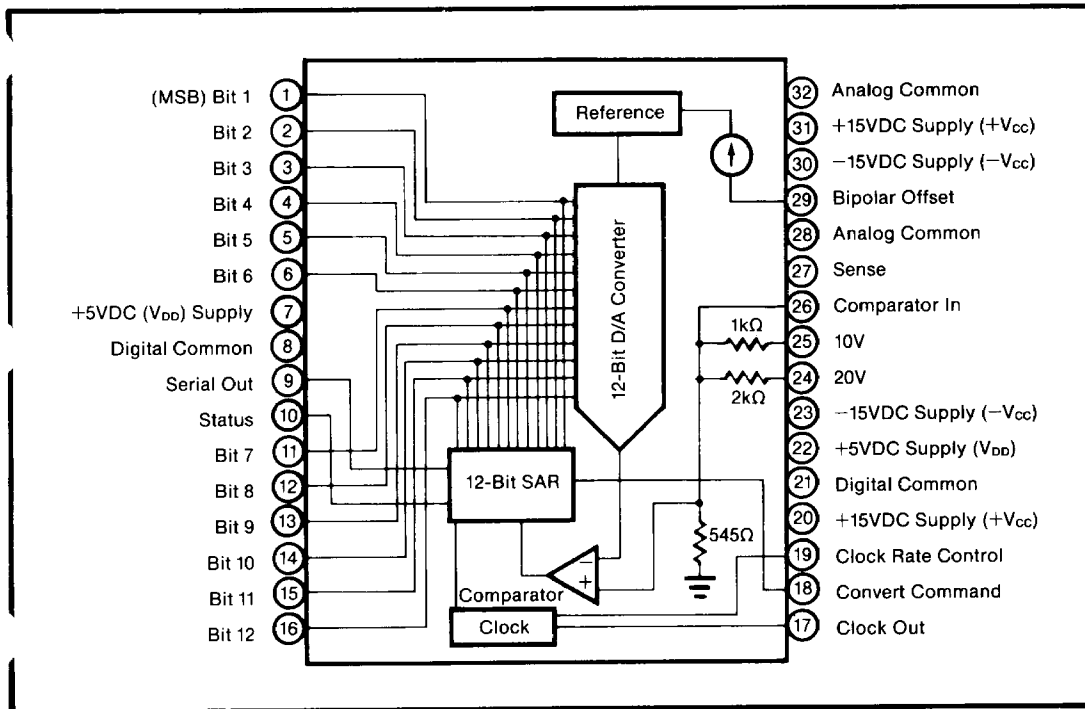 (MSB) Bit 1 1
Bit 2 2
Bit 3 3
Bit 4 4
Bit 5 5
Bit 6 6
+5VDC (VDD) Supply 7
Digital Common 8
Serial Out 9
Status 10
Bit 7 11
Bit 8 12
Bit 9 13
Bit 10 14
Bit 11 15
Bit 12 16
Reference
12-Bit D/A Converter
12-Bit SAR
− +
Comparator
Clock
1kΩ
2kΩ
545Ω
32 Analog Common
31 +15VDC Supply (+VCC)
30 −15VDC Supply (−VCC)
29 Bipolar Offset
28 Analog Common
27 Sense
26 Comparator In
25 10V
24 20V
23 −15VDC Supply (−VCC)
22 +5VDC Supply (VDD)
21 Digital Common
20 +15VDC Supply (+VCC)
19 Clock Rate Control
18 Convert Command
17 Clock Out